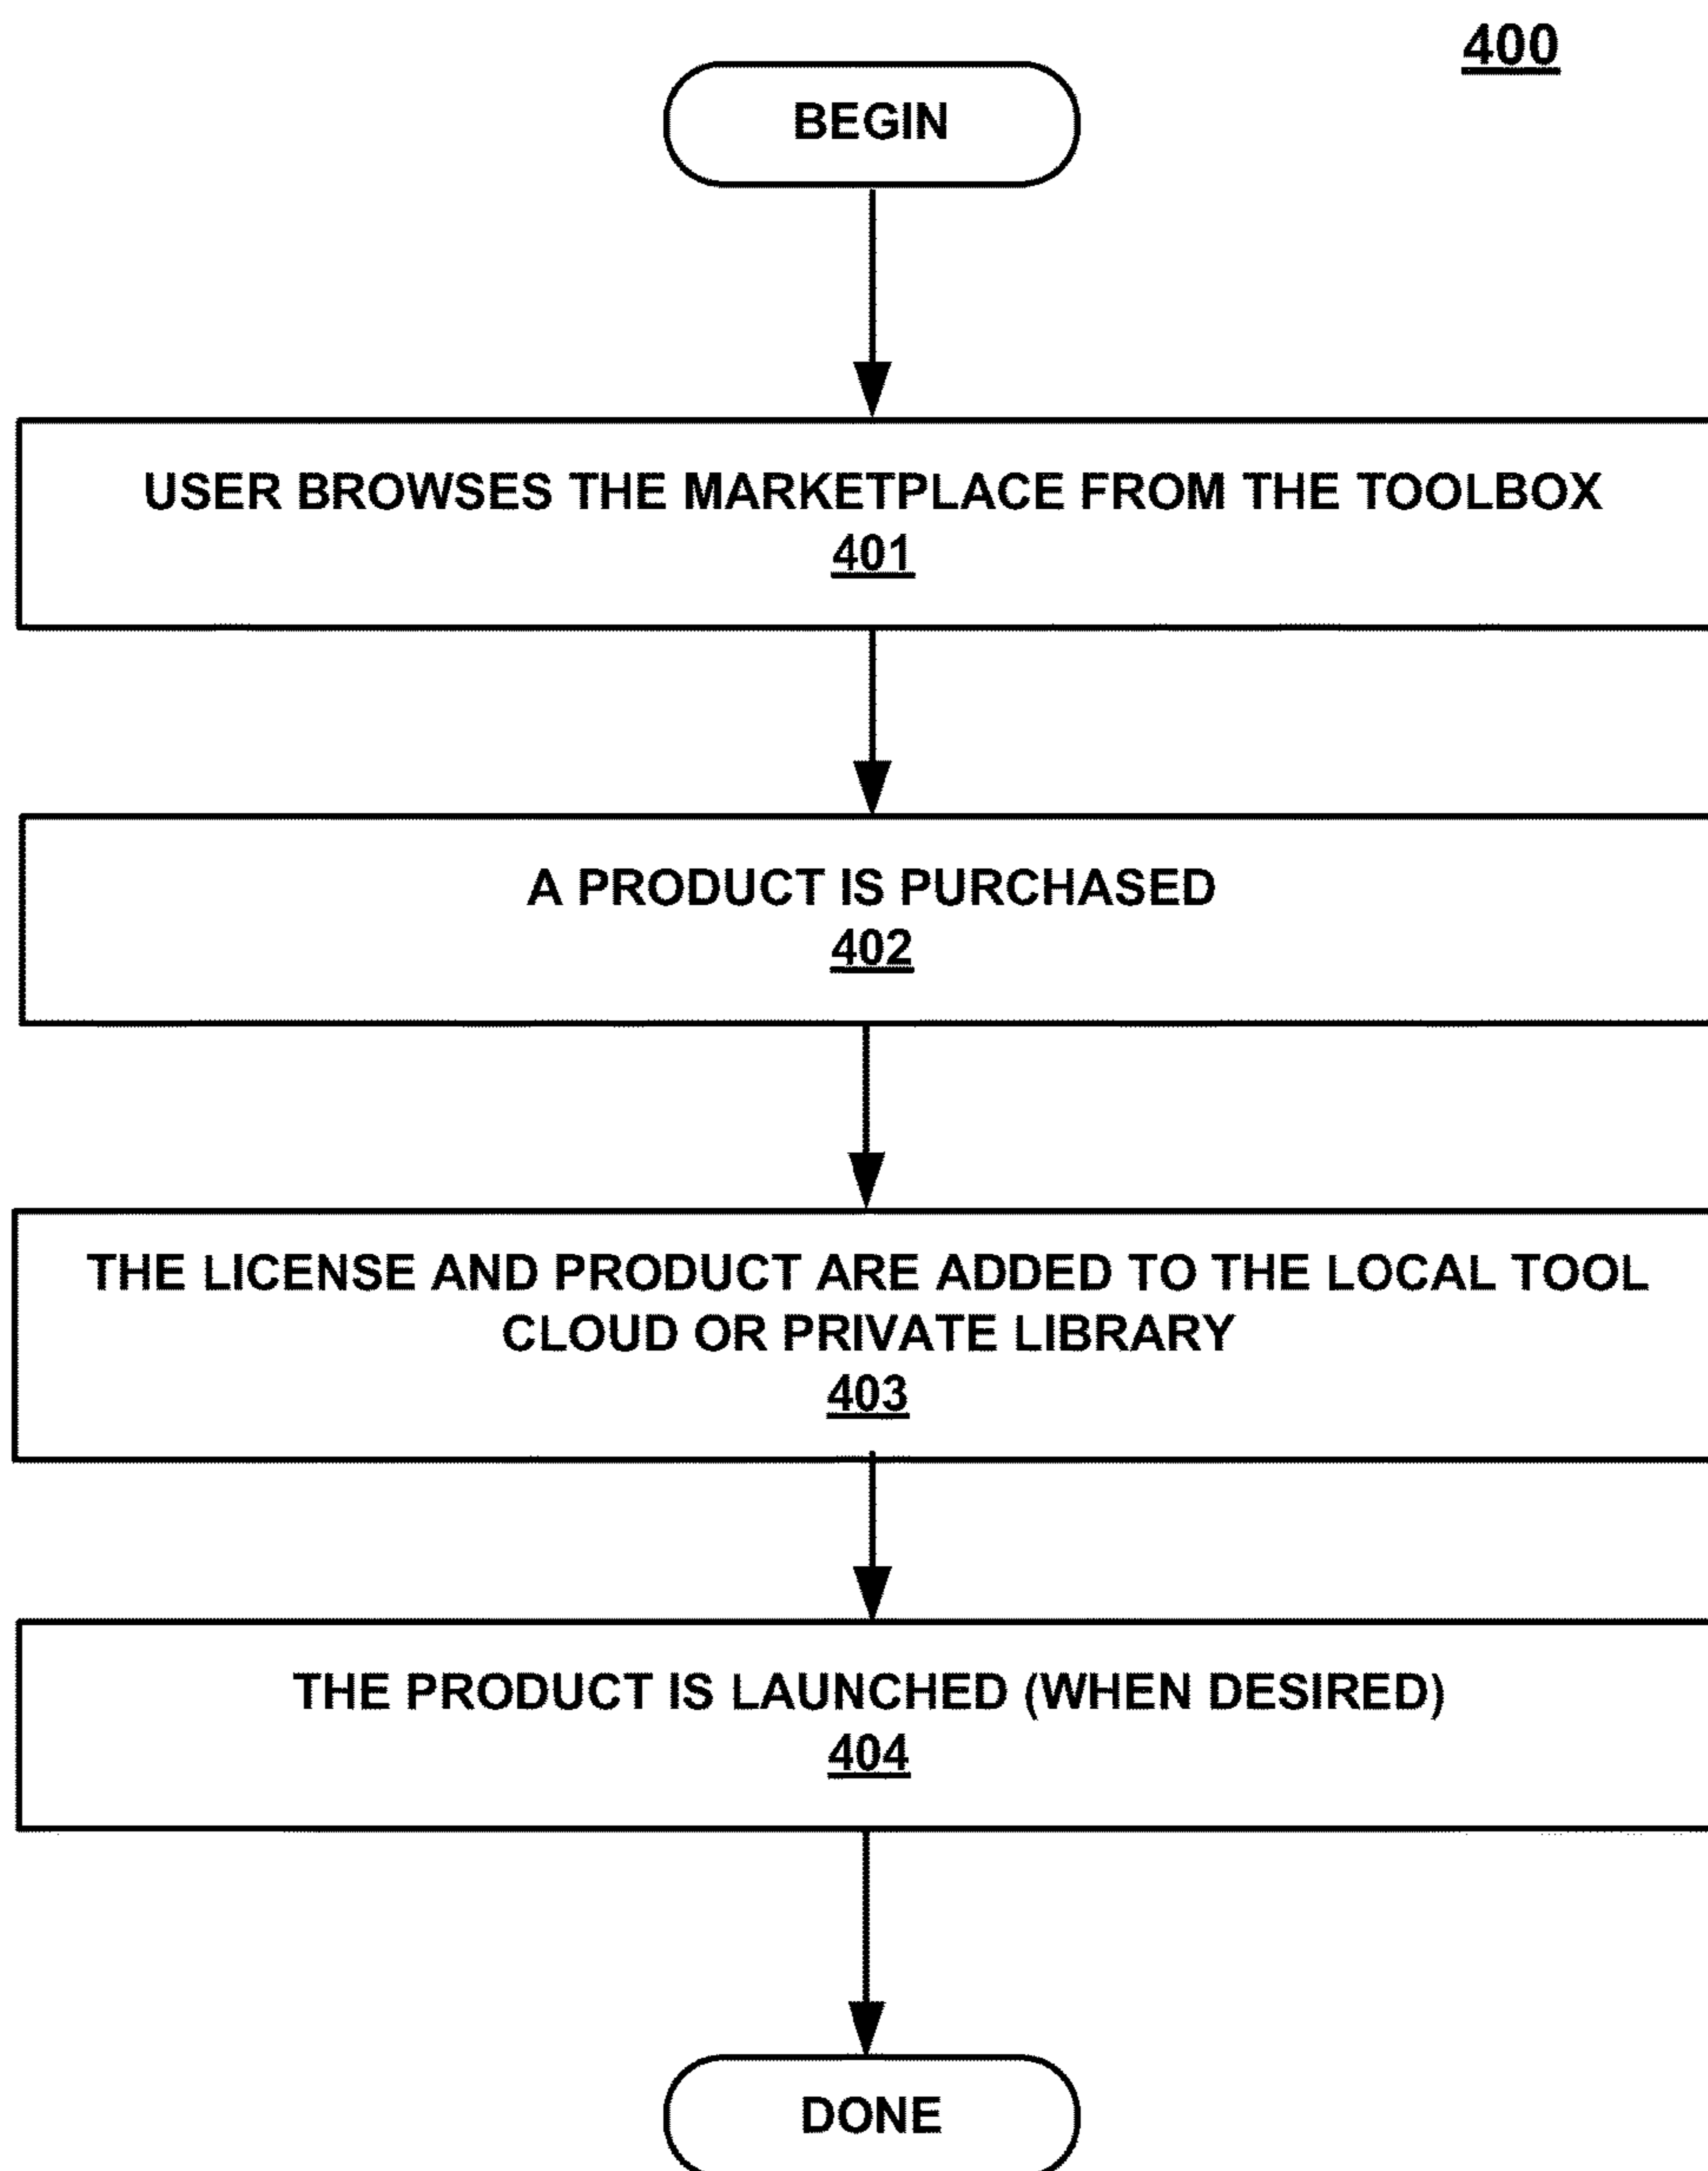 400
BEGIN
USER BROWSES THE MARKETPLACE FROM THE TOOLBOX
401
A PRODUCT IS PURCHASED
402
THE LICENSE AND PRODUCT ARE ADDED TO THE LOCAL TOOL
CLOUD OR PRIVATE LIBRARY
403
THE PRODUCT IS LAUNCHED (WHEN DESIRED)
404
DONE